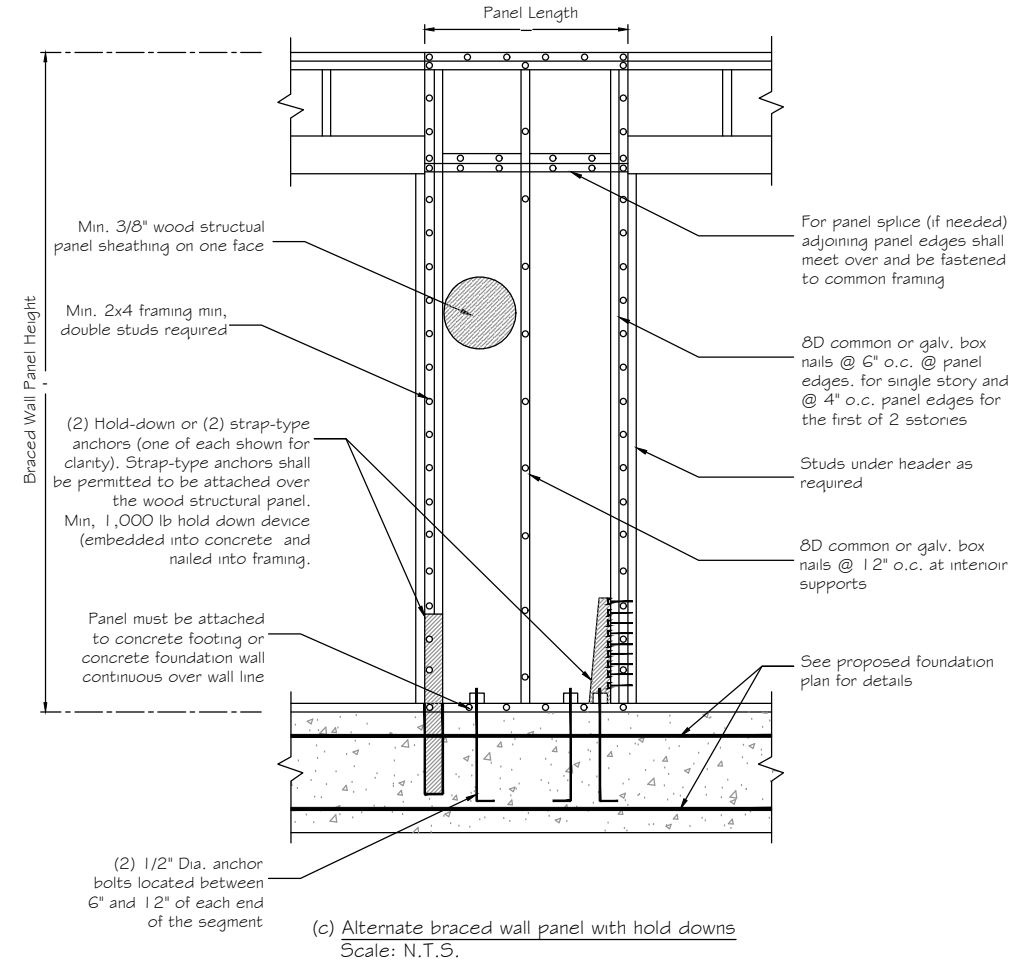 Panel Length
Braced Wall Panel Height
Min. 3/8" wood structual
panel sheathing on one face
Min. 2x4 framing min,
double studs required
(2) Hold-down or (2) strap-type
anchors (one of each shown for
clarity). Strap-type anchors shall
be permitted to be attached over
the wood structural panel.
Min, 1,000 lb hold down device
(embedded into concrete and
nailed into framing.
Panel must be attached
to concrete footing or
concrete foundation wall
continuous over wall line
(2) 1/2" Dia. anchor
bolts located between
6" and 12" of each end
of the segment
For panel splice (if needed)
adjoining panel edges shall
meet over and be fastened
to common framing
8D common or galv. box
nails @ 6" o.c. @ panel
edges. for single story and
@ 4" o.c. panel edges for
the first of 2 sstories
Studs under header as
required
8D common or galv. box
nails @ 12" o.c. at interior
supports
See proposed foundation
plan for details
(c) Alternate braced wall panel with hold downs
Scale: N.T.S.